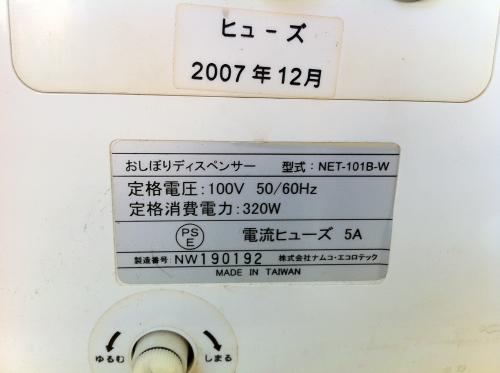 ヒューズ
2007年12月
おしぼりディスペンサー 型式：NET-101B-W
定格電圧：100V 50/60Hz
定格消費電力：320W
PS
E
電流ヒューズ 5A
製造番号 NW190192 株式会社ナムコ・エコロテック
MADE IN TAIWAN
ゆるむ しまる